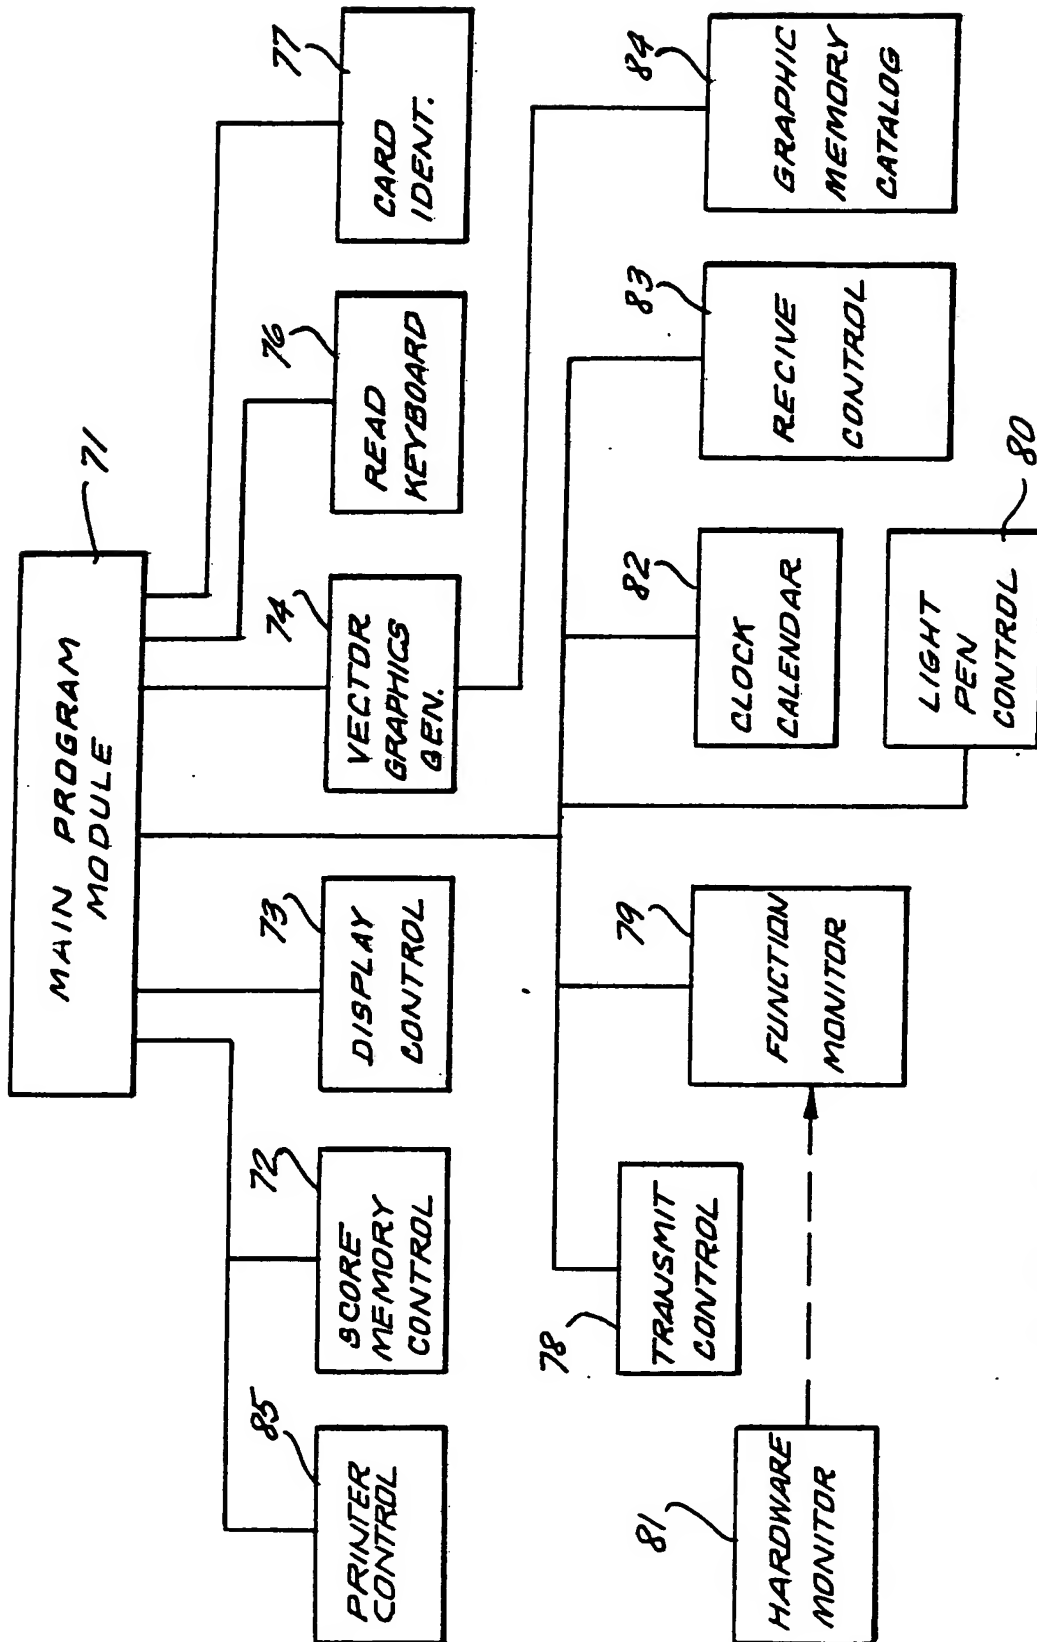 MAIN PROGRAM
MODULE
71
PRINTER
CONTROL
85
SCORE
MEMORY
CONTROL
72
DISPLAY
CONTROL
73
VECTOR
GRAPHICS
GEN.
74
READ
KEYBOARD
76
CARD
IDENT.
77
HARDWARE
MONITOR
81
TRANSMIT
CONTROL
78
FUNCTION
MONITOR
79
CLOCK
CALENDAR
82
LIGHT
PEN
CONTROL
80
RECIVE
CONTROL
83
GRAPHIC
MEMORY
CATALOG
84